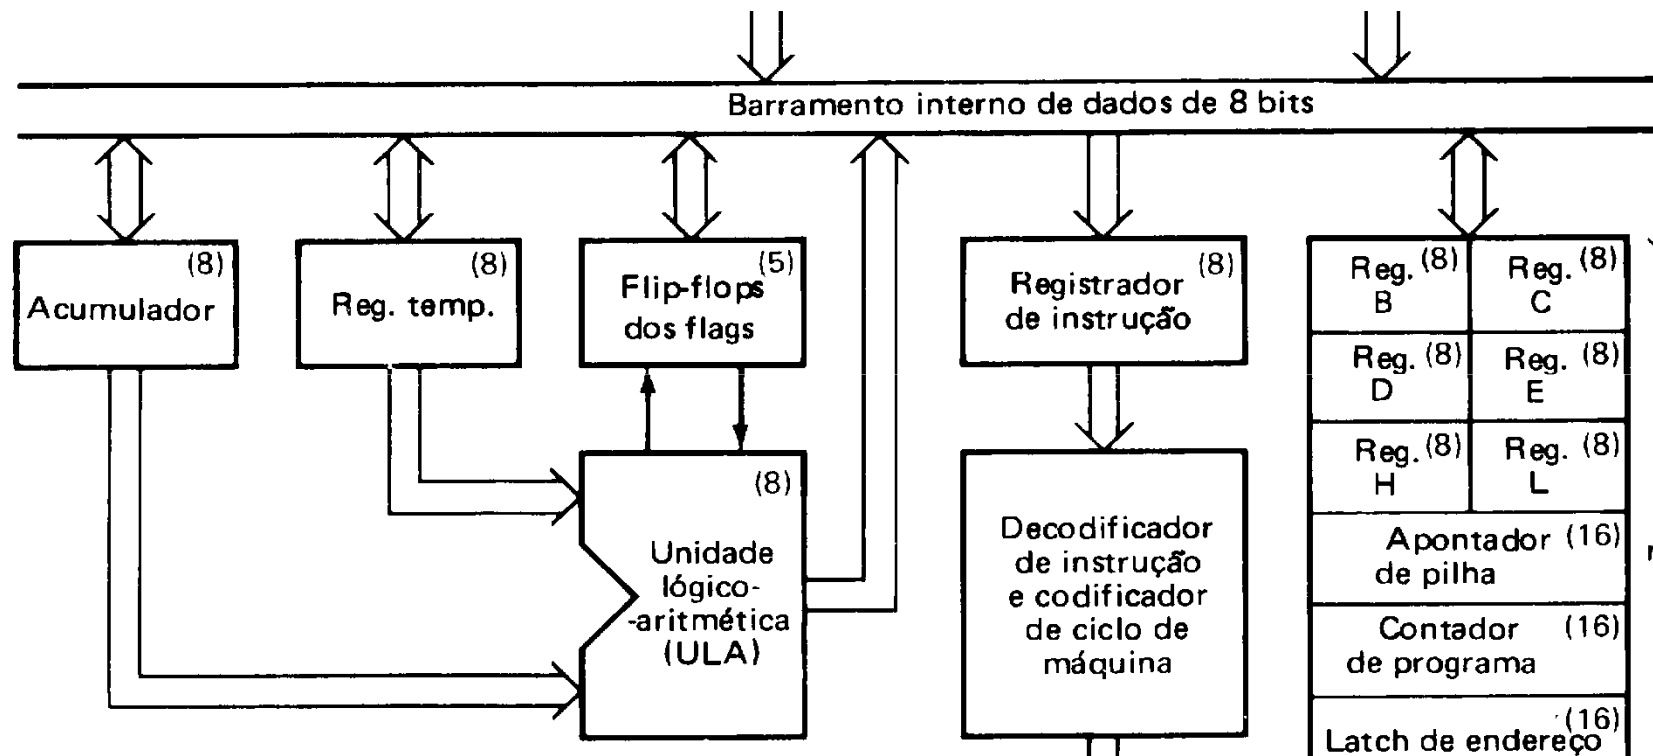 Barramento interno de dados de 8 bits
(8)
Acumulador
(8)
Reg. temp.
(5)
Flip-flops
dos flags
(8)
Registrador
de instrução
Reg. (8)
B
Reg. (8)
C
Reg. (8)
D
Reg. (8)
E
Reg. (8)
H
Reg. (8)
L
(8)
Unidade
lógico-
-aritmética
(ULA)
Decodificador
de instrução
e codificador
de ciclo de
máquina
Apontador (16)
de pilha
Contador (16)
de programa
(16)
Latch de endereço